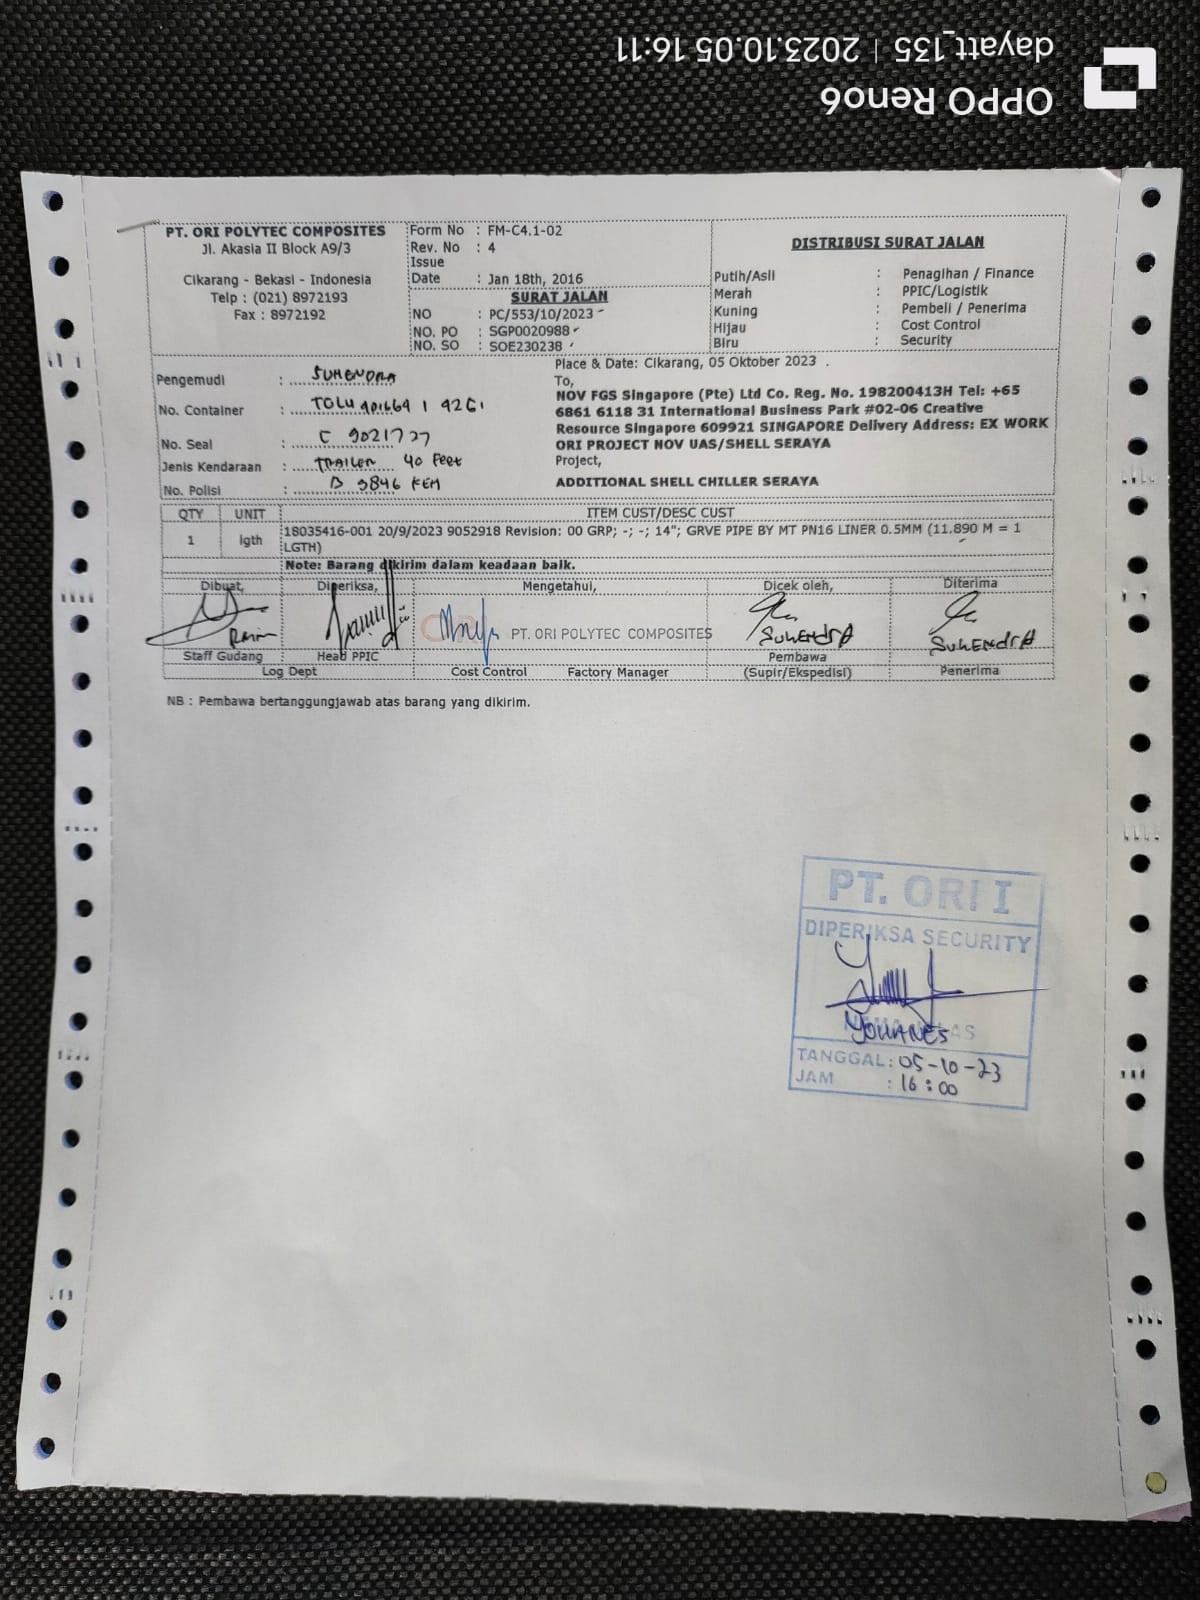 OPPO Reno6
dayatt_135 | 2023.10.05 16:11
PT. ORI POLYTEC COMPOSITES
Jl. Akasia II Block A9/3
Cikarang - Bekasi - Indonesia
Telp : (021) 8972193
Fax : 8972192
Form No : FM-C4.1-02
Rev. No : 4
Issue
Date : Jan 18th, 2016
SURAT JALAN
NO : PC/553/10/2023
NO. PO : SGP0020988
NO. SO : SOE230238
DISTRIBUSI SURAT JALAN
Putih/Asli : Penagihan / Finance
Merah : PPIC/Logistik
Kuning : Pembeli / Penerima
Hijau : Cost Control
Biru : Security
Pengemudi : SUHENDRA
No. Container : TOLU
No. Seal : C 9021727
Jenis Kendaraan : TRAILER 40 Feet
No. Polisi : B 9846 KEH
Place & Date: Cikarang, 05 Oktober 2023 .
To,
NOV FGS Singapore (Pte) Ltd Co. Reg. No. 198200413H Tel: +65
6861 6118 31 International Business Park #02-06 Creative
Resource Singapore 609921 SINGAPORE Delivery Address: EX WORK
ORI PROJECT NOV UAS/SHELL SERAYA
Project,
ADDITIONAL SHELL CHILLER SERAYA
QTY UNIT ITEM CUST/DESC CUST
1 lgth 18035416-001 20/9/2023 9052918 Revision: 00 GRP; -; -; 14"; GRVE PIPE BY MT PN16 LINER 0.5MM (11.890 M = 1
LGTH)
Note: Barang dikirim dalam keadaan baik.
Dibuat, Diperiksa, Mengetahui, Dicek oleh, Diterima
PT. ORI POLYTEC COMPOSITES
SUHENDRA SUHENDRA
Staff Gudang Head PPIC Pembawa
Log Dept Cost Control Factory Manager (Supir/Ekspedisi) Penerima
NB : Pembawa bertanggungjawab atas barang yang dikirim.
PT. ORI I
DIPERIKSA SECURITY
YOHANES
TANGGAL : 05-10-23
JAM : 16:00